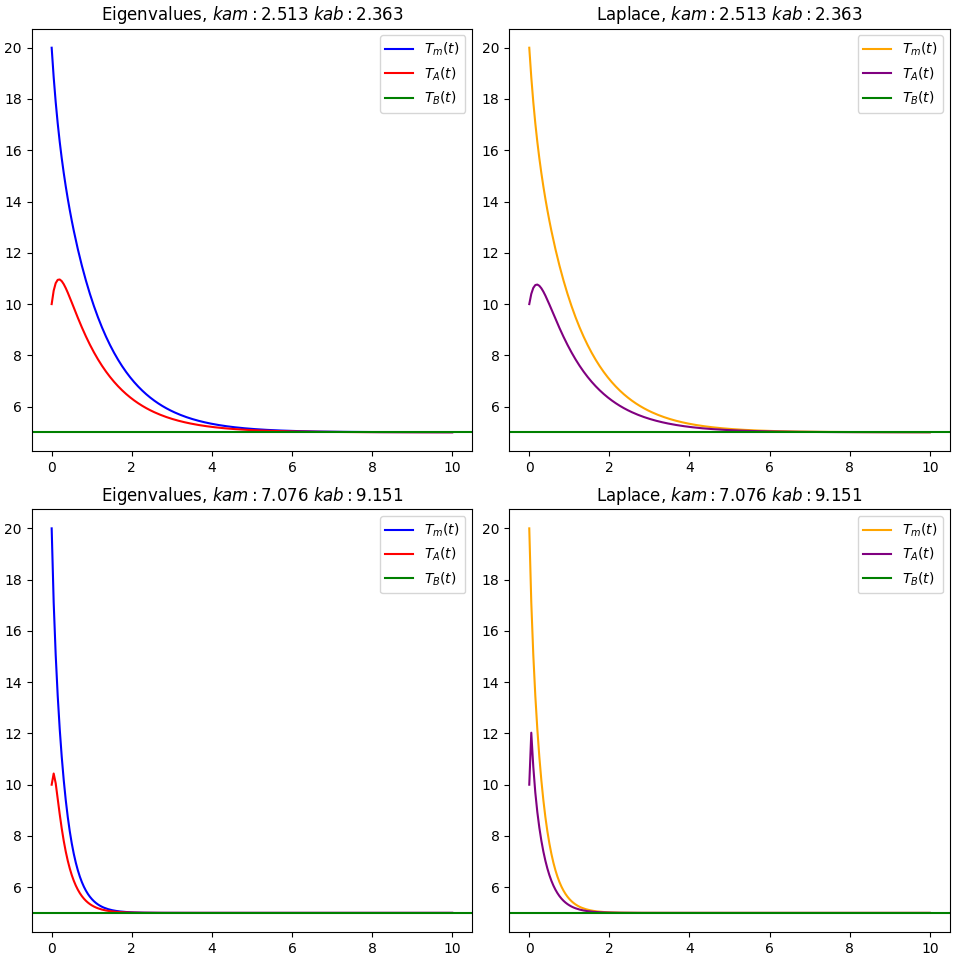 Eigenvalues, kam : 2.513 kab : 2.363
20
18
16
14
12
10
8
6
0 2 4 6 8 10
T_m(t)
T_A(t)
T_B(t)
Laplace, kam : 2.513 kab : 2.363
20
18
16
14
12
10
8
6
0 2 4 6 8 10
T_m(t)
T_A(t)
T_B(t)
Eigenvalues, kam : 7.076 kab : 9.151
20
18
16
14
12
10
8
6
0 2 4 6 8 10
T_m(t)
T_A(t)
T_B(t)
Laplace, kam : 7.076 kab : 9.151
20
18
16
14
12
10
8
6
0 2 4 6 8 10
T_m(t)
T_A(t)
T_B(t)